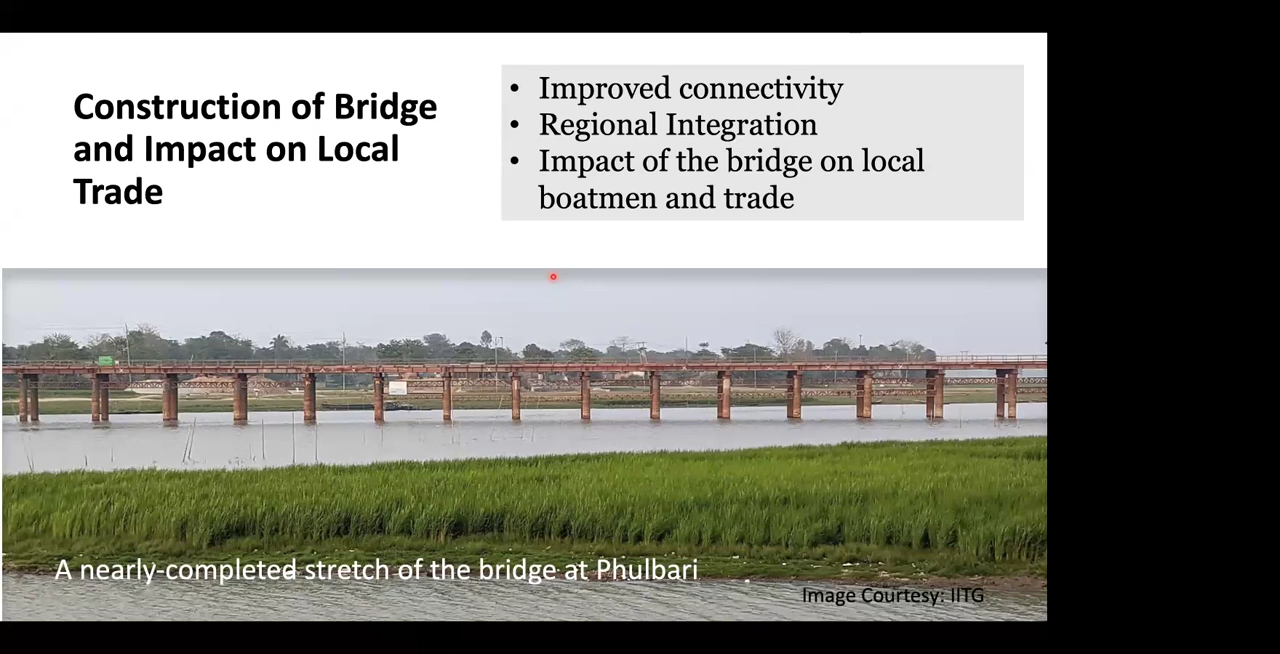 Construction of Bridge
and Impact on Local
Trade
• Improved connectivity
• Regional Integration
• Impact of the bridge on local
boatmen and trade
A nearly-completed stretch of the bridge at Phulbari
Image Courtesy: IITG